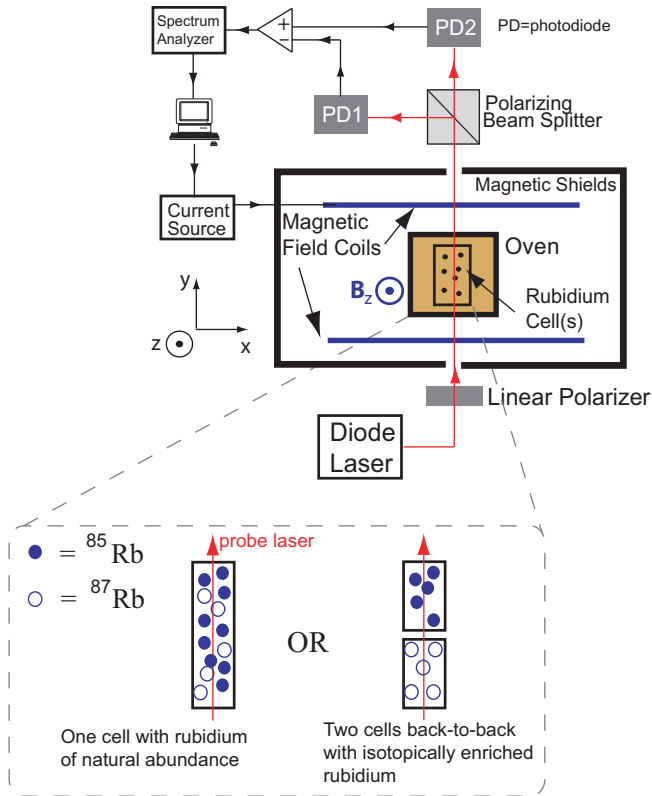 Spectrum
Analyzer
+
−
PD2
PD=photodiode
PD1
Polarizing
Beam Splitter
Current
Source
Magnetic Shields
Magnetic
Field Coils
Oven
Bz
Rubidium
Cell(s)
y
x
z
Linear Polarizer
Diode
Laser
= 85Rb
= 87Rb
probe laser
OR
One cell with rubidium
of natural abundance
Two cells back-to-back
with isotopically enriched
rubidium